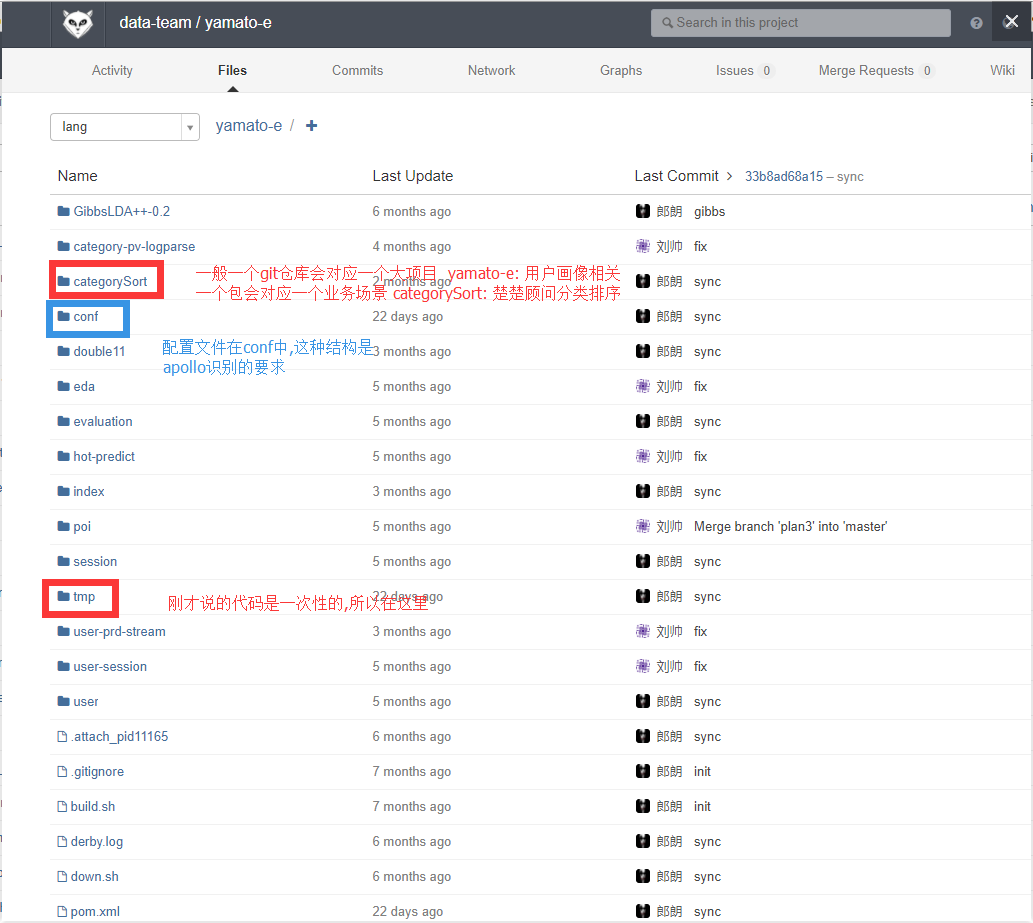 data-team / yamato-e
Search in this project
Activity Files Commits Network Graphs Issues 0 Merge Requests 0 Wiki
lang
yamato-e / +
Name Last Update Last Commit > 33b8ad68a15 – sync
GibbsLDA++-0.2 6 months ago 郎朗 gibbs
category-pv-logparse 4 months ago 刘帅 fix
一般一个git仓库会对应一个大项目 yamato-e: 用户画像相关
categorySort 2 months ago 郎朗 sync
一个包会对应一个业务场景 categorySort: 楚楚顾问分类排序
conf 22 days ago 郎朗 sync
配置文件在conf中,这种结构是
double11 3 months ago 郎朗 sync
apollo识别的要求
eda 5 months ago 刘帅 fix
evaluation 5 months ago 郎朗 sync
hot-predict 5 months ago 刘帅 fix
index 3 months ago 郎朗 sync
poi 5 months ago 刘帅 Merge branch 'plan3' into 'master'
session 5 months ago 郎朗 sync
tmp 22 days ago 郎朗 sync
刚才说的代码是一次性的,所以在这里
user-prd-stream 3 months ago 刘帅 fix
user-session 5 months ago 刘帅 fix
user 5 months ago 郎朗 sync
.attach_pid11165 6 months ago 郎朗 sync
.gitignore 7 months ago 郎朗 init
build.sh 7 months ago 郎朗 init
derby.log 6 months ago 郎朗 sync
down.sh 6 months ago 郎朗 sync
pom.xml 22 days ago 郎朗 sync